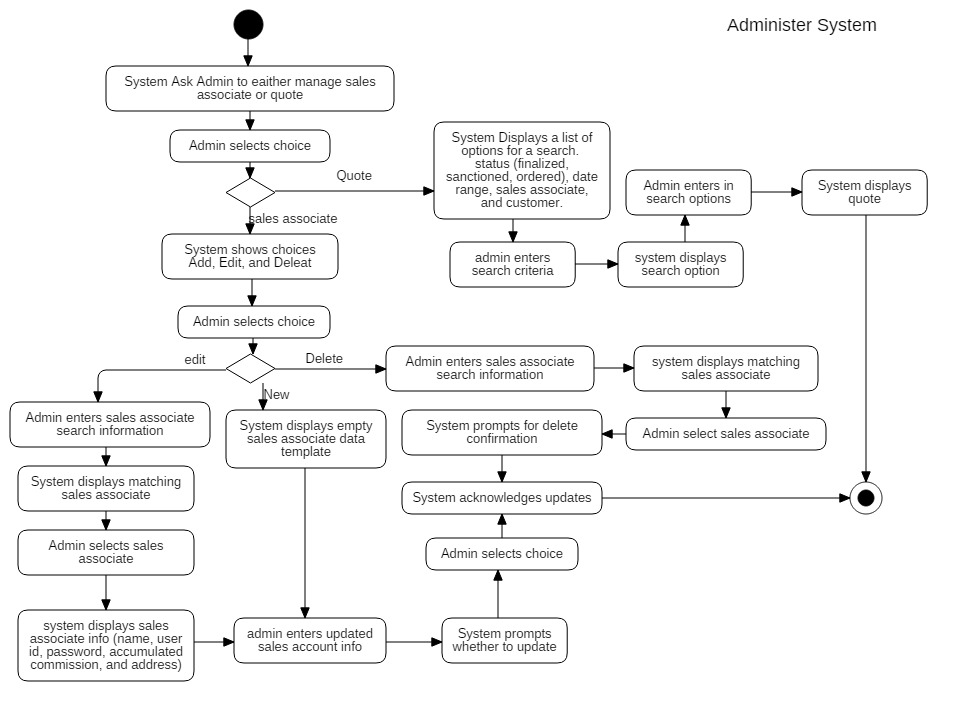 Administer System
System Ask Admin to eaither manage sales
associate or quote
Admin selects choice
Quote
sales associate
System Displays a list of
options for a search.
status (finalized,
sanctioned, ordered), date
range, sales associate,
and customer.
Admin enters in
search options
System displays
quote
admin enters
search criteria
system displays
search option
System shows choices
Add, Edit, and Deleat
Admin selects choice
edit
Delete
New
Admin enters sales associate
search information
system displays matching
sales associate
Admin select sales associate
System prompts for delete
confirmation
System acknowledges updates
Admin enters sales associate
search information
System displays matching
sales associate
Admin selects sales
associate
system displays sales
associate info (name, user
id, password, accumulated
commission, and address)
System displays empty
sales associate data
template
admin enters updated
sales account info
System prompts
whether to update
Admin selects choice